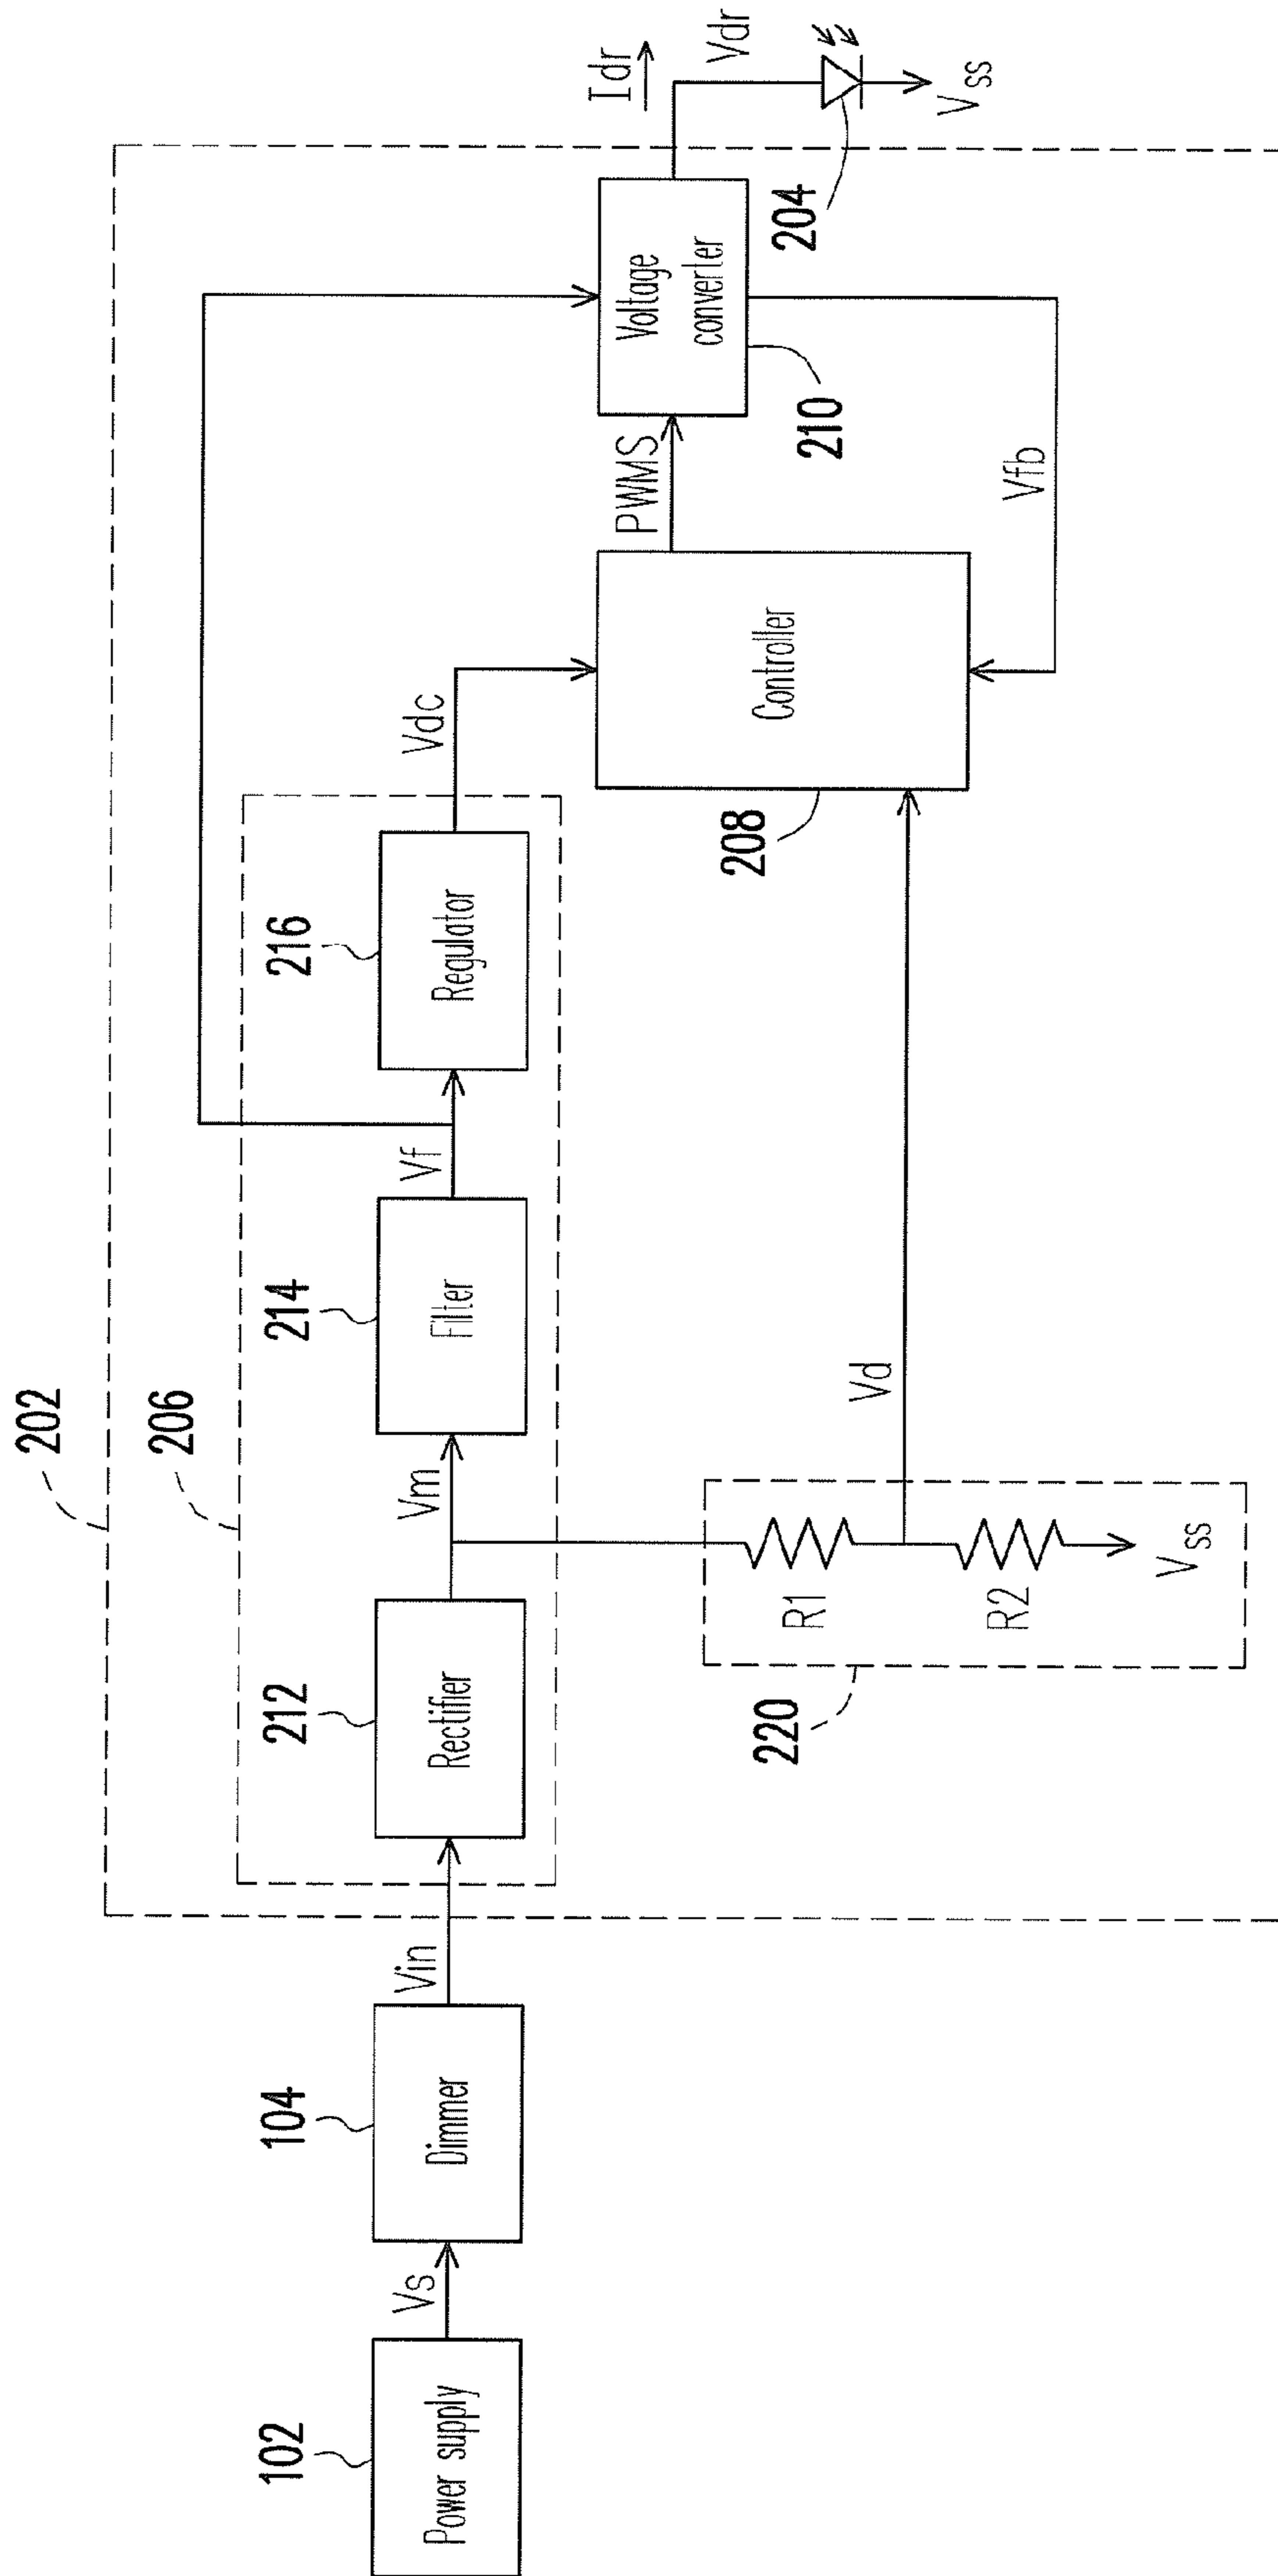 202
206
102
Power supply
Vs
104
Dimmer
Vin
212
Rectifier
Vm
214
Filter
Vf
216
Regulator
Vdc
220
R1
R2
Vss
Vd
208
Controller
PWMS
Vfb
210
Voltage
converter
Idr
Vdr
204
Vss